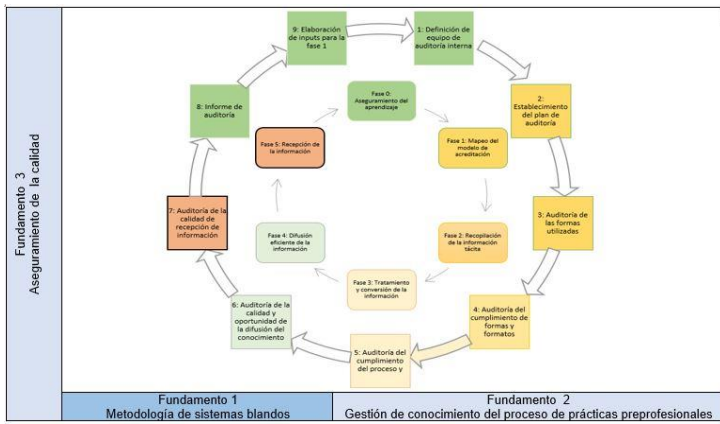 Fundamento 3
Aseguramiento de la calidad
9: Elaboración
de inputs para la
fase 1
1: Definición de
equipo de
auditoría interna
2:
Establecimiento
del plan de
auditoría
3: Auditoría de
las formas
utilizadas
4: Auditoría del
cumplimiento de
formas y
formatos
5: Auditoría del
cumplimiento del
proceso y
6: Auditoría de la
calidad y
oportunidad de
la difusión del
conocimiento
7: Auditoría de la
calidad de
recepción de
información
8: Informe de
auditoría
Fase 0:
Aseguramiento del
aprendizaje
Fase 1: Mapeo del
modelo de
acreditación
Fase 2:
Recopilación de
la información
tácita
Fase 3: Tratamiento
y conversión de la
información
Fase 4: Difusión
eficiente de la
información
Fase 5: Recepción de
la información
Fundamento 1
Metodología de sistemas blandos
Fundamento 2
Gestión de conocimiento del proceso de prácticas preprofesionales